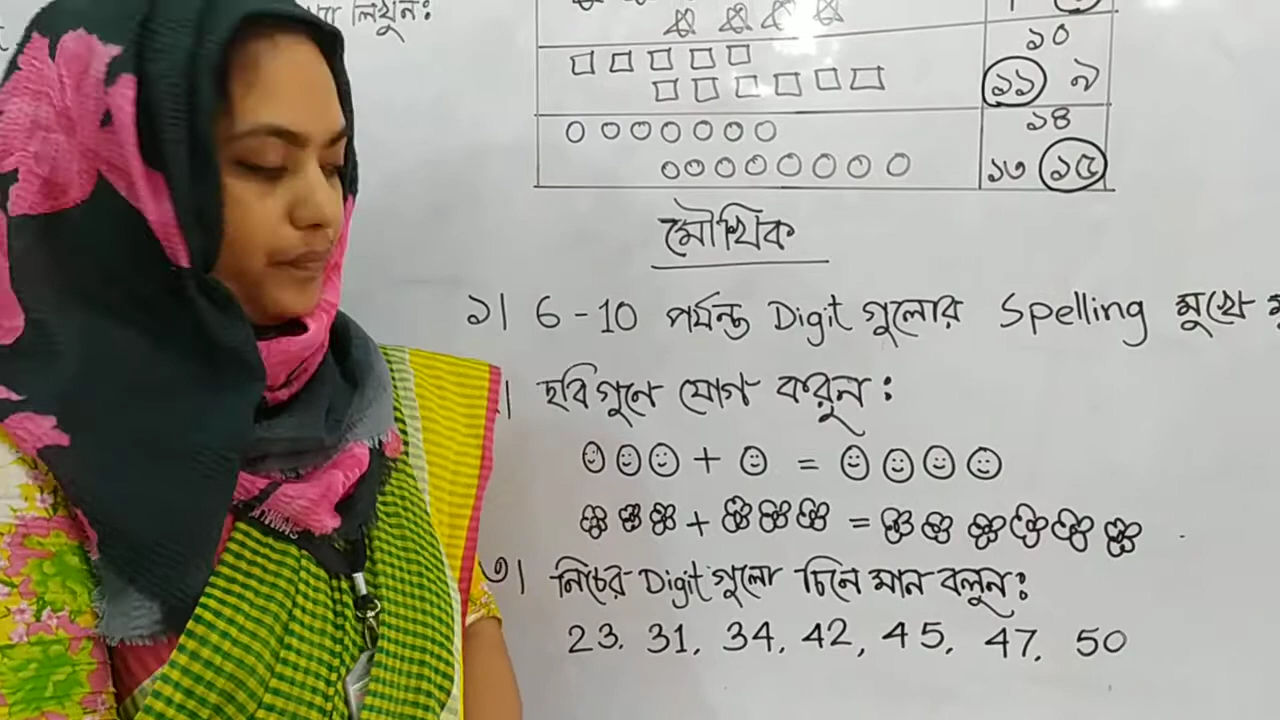 লিখুন:
১০
১১ ৯
১৪
১৩ ১৫
মৌখিক
১| 6-10 পর্যন্ত Digit গুলোর Spelling মুখে
| ছবি গুনে যোগ করুন:
+ =
+ =
৩| নিচের Digit গুলো চিনে মান বলুন:
23, 31, 34, 42, 45, 47, 50